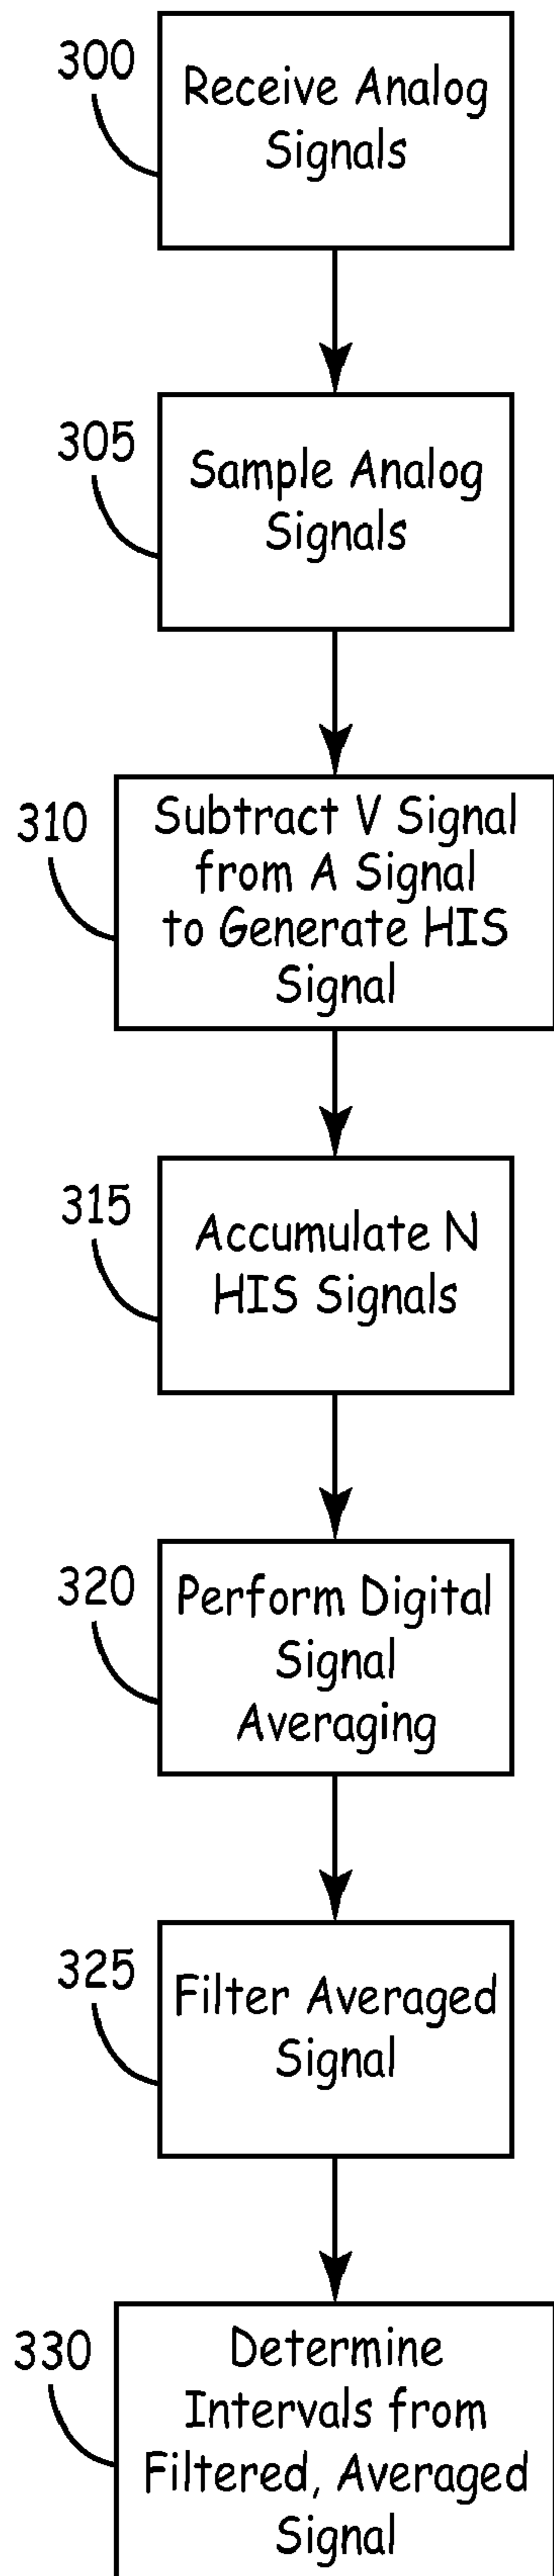 300
Receive Analog
Signals
305
Sample Analog
Signals
310
Subtract V Signal
from A Signal
to Generate HIS
Signal
315
Accumulate N
HIS Signals
320
Perform Digital
Signal
Averaging
325
Filter Averaged
Signal
330
Determine
Intervals from
Filtered, Averaged
Signal